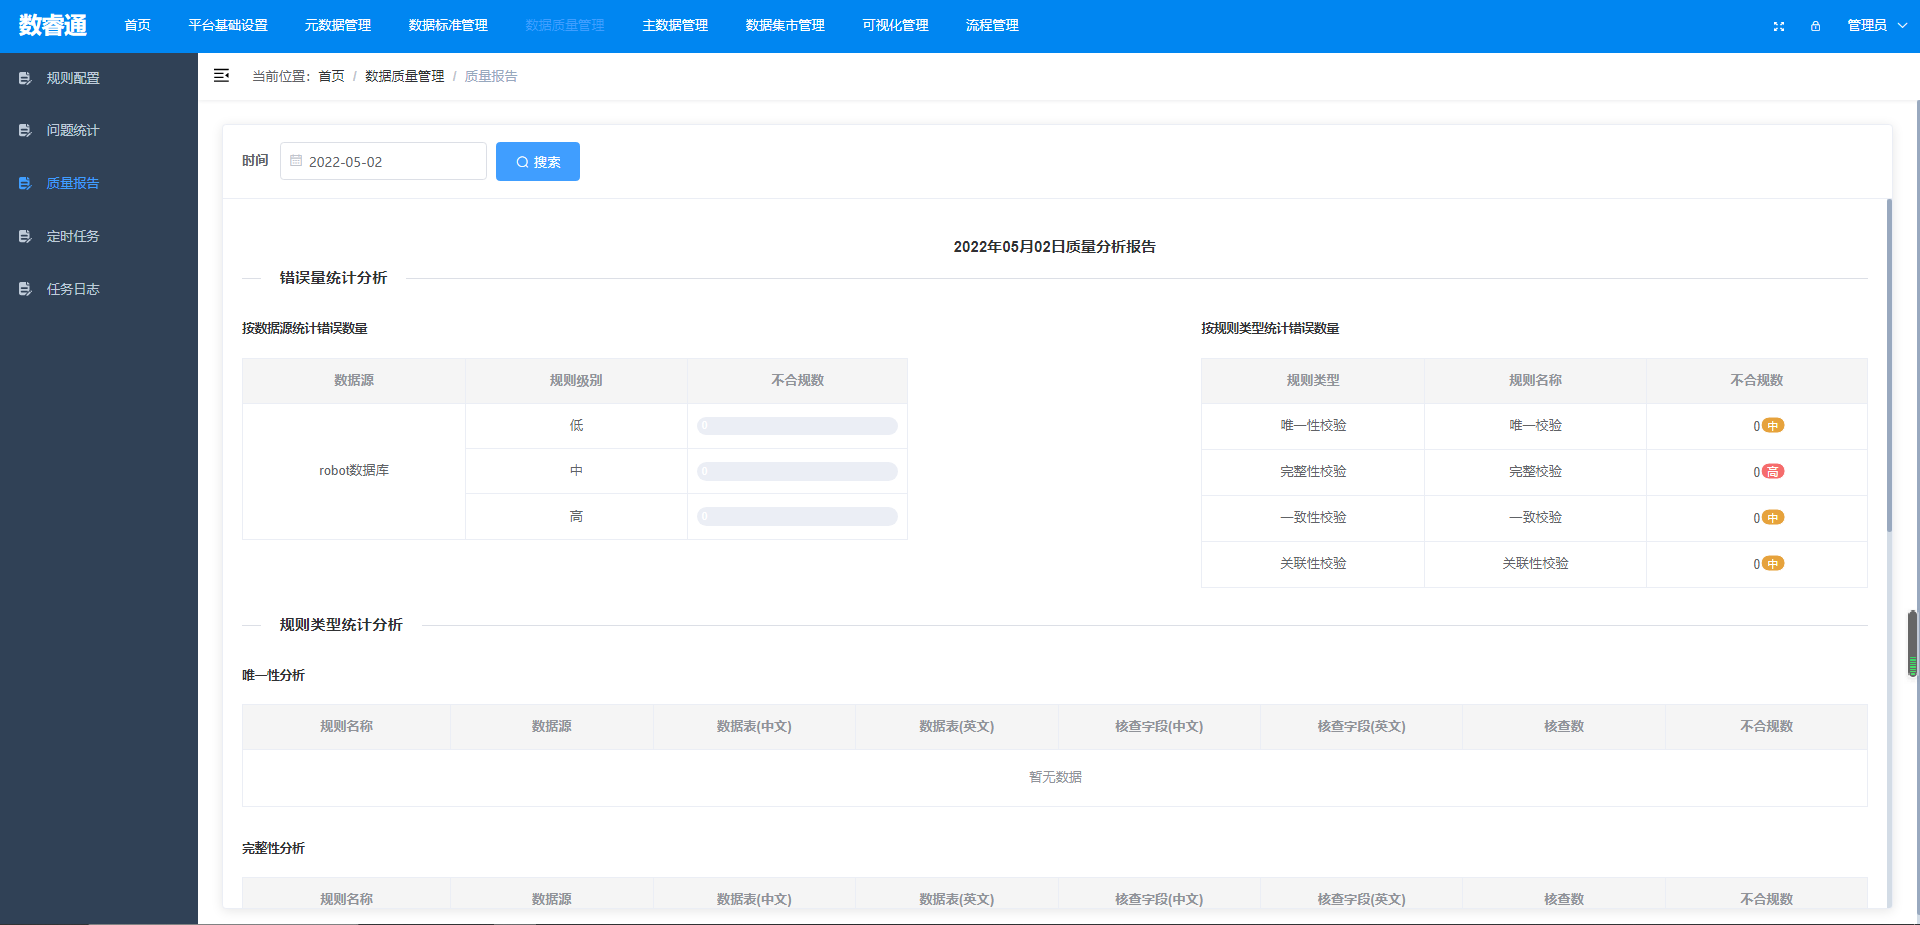 数睿通 首页 平台基础设置 元数据管理 数据标准管理 数据质量管理 主数据管理 数据集市管理 可视化管理 流程管理 管理员
规则配置
问题统计
质量报告
定时任务
任务日志
当前位置： 首页 / 数据质量管理 / 质量报告
时间 2022-05-02 搜索
2022年05月02日质量分析报告
错误量统计分析
按数据源统计错误数量
数据源 规则级别 不合规数
robot数据库
低 0
中 0
高 0
按规则类型统计错误数量
规则类型 规则名称 不合规数
唯一性校验 唯一校验 0 中
完整性校验 完整校验 0 高
一致性校验 一致校验 0 中
关联性校验 关联性校验 0 中
规则类型统计分析
唯一性分析
规则名称 数据源 数据表(中文) 数据表(英文) 核查字段(中文) 核查字段(英文) 核查数 不合规数
暂无数据
完整性分析
规则名称 数据源 数据表(中文) 数据表(英文) 核查字段(中文) 核查字段(英文) 核查数 不合规数